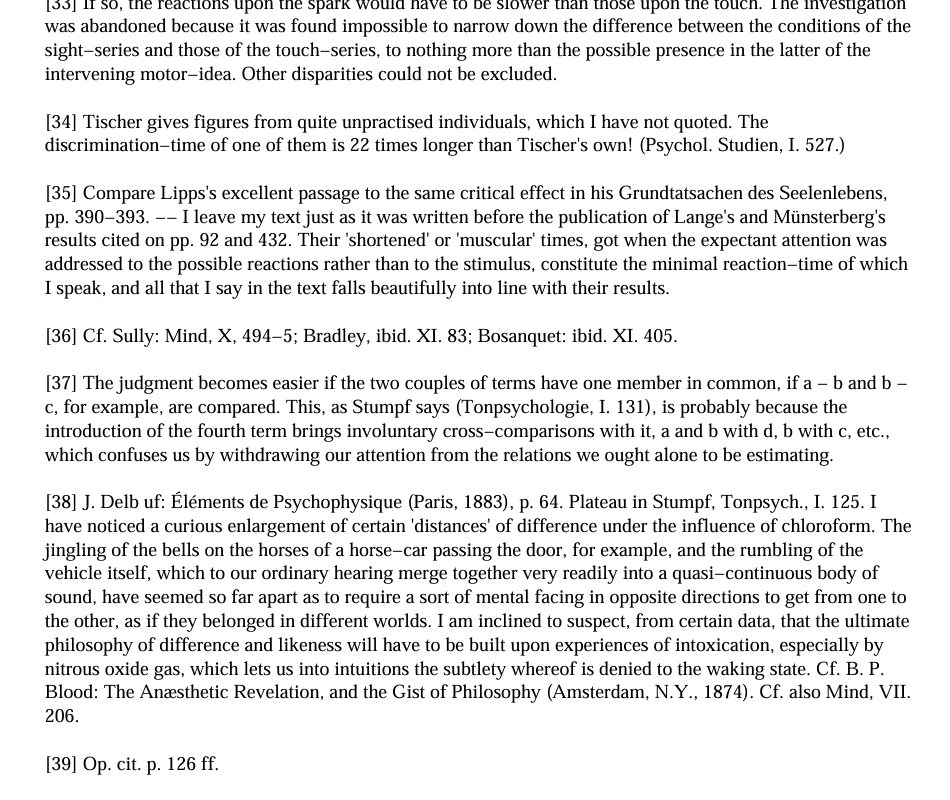 [33] If so, the reactions upon the spark would have to be slower than those upon the touch. The investigation
was abandoned because it was found impossible to narrow down the difference between the conditions of the
sight−series and those of the touch−series, to nothing more than the possible presence in the latter of the
intervening motor−idea. Other disparities could not be excluded.
[34] Tischer gives figures from quite unpractised individuals, which I have not quoted. The
discrimination−time of one of them is 22 times longer than Tischer's own! (Psychol. Studien, I. 527.)
[35] Compare Lipps's excellent passage to the same critical effect in his Grundtatsachen des Seelenlebens,
pp. 390−393. −− I leave my text just as it was written before the publication of Lange's and Münsterberg's
results cited on pp. 92 and 432. Their 'shortened' or 'muscular' times, got when the expectant attention was
addressed to the possible reactions rather than to the stimulus, constitute the minimal reaction−time of which
I speak, and all that I say in the text falls beautifully into line with their results.
[36] Cf. Sully: Mind, X, 494−5; Bradley, ibid. XI. 83; Bosanquet: ibid. XI. 405.
[37] The judgment becomes easier if the two couples of terms have one member in common, if a − b and b −
c, for example, are compared. This, as Stumpf says (Tonpsychologie, I. 131), is probably because the
introduction of the fourth term brings involuntary cross−comparisons with it, a and b with d, b with c, etc.,
which confuses us by withdrawing our attention from the relations we ought alone to be estimating.
[38] J. Delb uf: Éléments de Psychophysique (Paris, 1883), p. 64. Plateau in Stumpf, Tonpsych., I. 125. I
have noticed a curious enlargement of certain 'distances' of difference under the influence of chloroform. The
jingling of the bells on the horses of a horse−car passing the door, for example, and the rumbling of the
vehicle itself, which to our ordinary hearing merge together very readily into a quasi−continuous body of
sound, have seemed so far apart as to require a sort of mental facing in opposite directions to get from one to
the other, as if they belonged in different worlds. I am inclined to suspect, from certain data, that the ultimate
philosophy of difference and likeness will have to be built upon experiences of intoxication, especially by
nitrous oxide gas, which lets us into intuitions the subtlety whereof is denied to the waking state. Cf. B. P.
Blood: The Anæsthetic Revelation, and the Gist of Philosophy (Amsterdam, N.Y., 1874). Cf. also Mind, VII.
206.
[39] Op. cit. p. 126 ff.